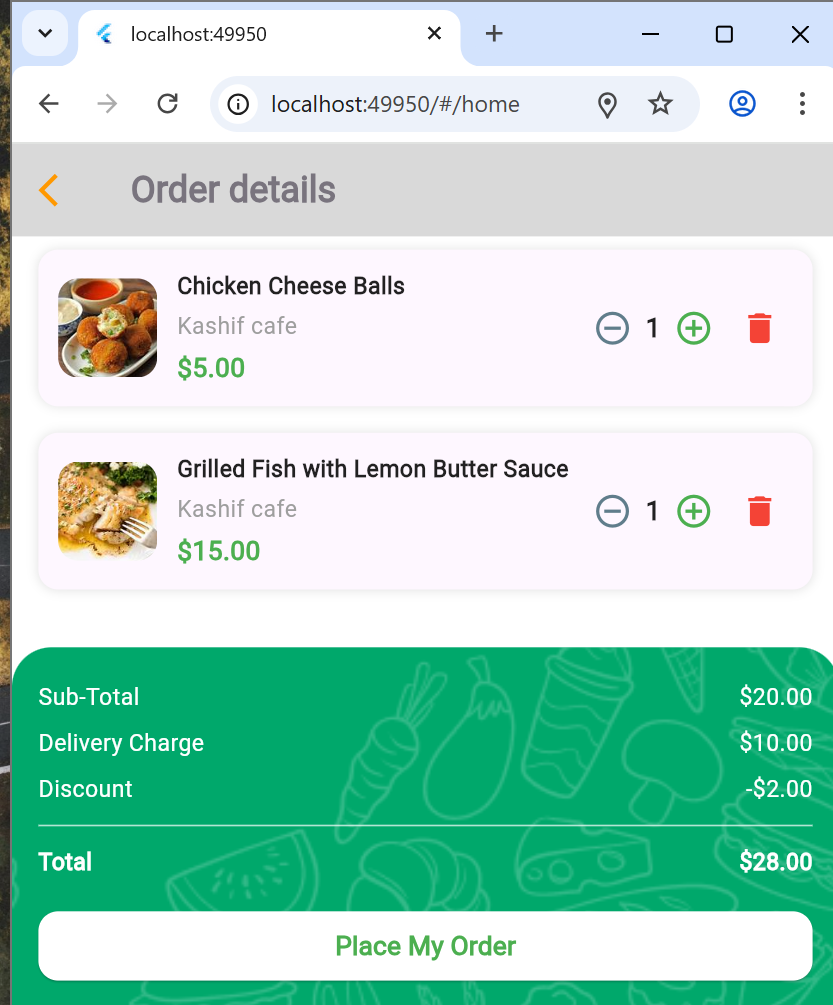 localhost:49950
localhost:49950/#/home
Order details
Chicken Cheese Balls
Kashif cafe
$5.00
1
Grilled Fish with Lemon Butter Sauce
Kashif cafe
$15.00
1
Sub-Total $20.00
Delivery Charge $10.00
Discount -$2.00
Total $28.00
Place My Order